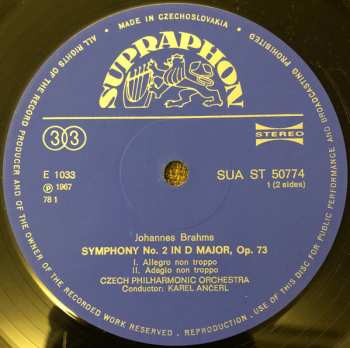 MADE IN CZECHOSLOVAKIA
ALL RIGHTS OF THE RECORD PRODUCER AND OF THE OWNER OF THE RECORDED WORK RESERVED . REPRODUCTION - USE OF THIS RECORD FOR PUBLIC PERFORMANCE AND BROADCASTING PROHIBITED
SUPRAPHON
33
STEREO
E 1033
SUA ST 50774
Ⓟ 1967
1 (2 sides)
78 1
Johannes Brahms
SYMPHONY No. 2 IN D MAJOR, Op. 73
I. Allegro non troppo
II. Adagio non troppo
CZECH PHILHARMONIC ORCHESTRA
Conductor: KAREL ANČERL